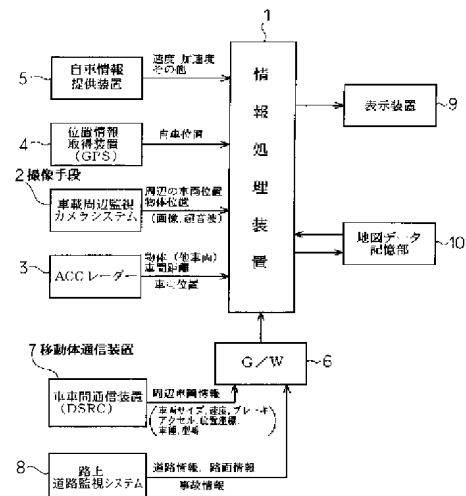 1
情報処理装置
5
自車情報
提供装置
速度 加速度
その他
表示装置
9
4
位置情報
取得装置
(GPS)
自車位置
2 撮像手段
車載周辺監視
カメラシステム
周辺の車両位置
物体位置
(画像、超音波)
地図データ
記憶部
10
3
ACCレーダー
物体(他車両)
車間距離
車両位置
7 移動体通信装置
G/W
6
車車間通信装置
(DSRC)
周辺車両情報
車両サイズ、速度、ブレーキ
アクセル、位置座標、
車種、型番
8
路上
道路監視システム
道路情報、路面情報
事故情報